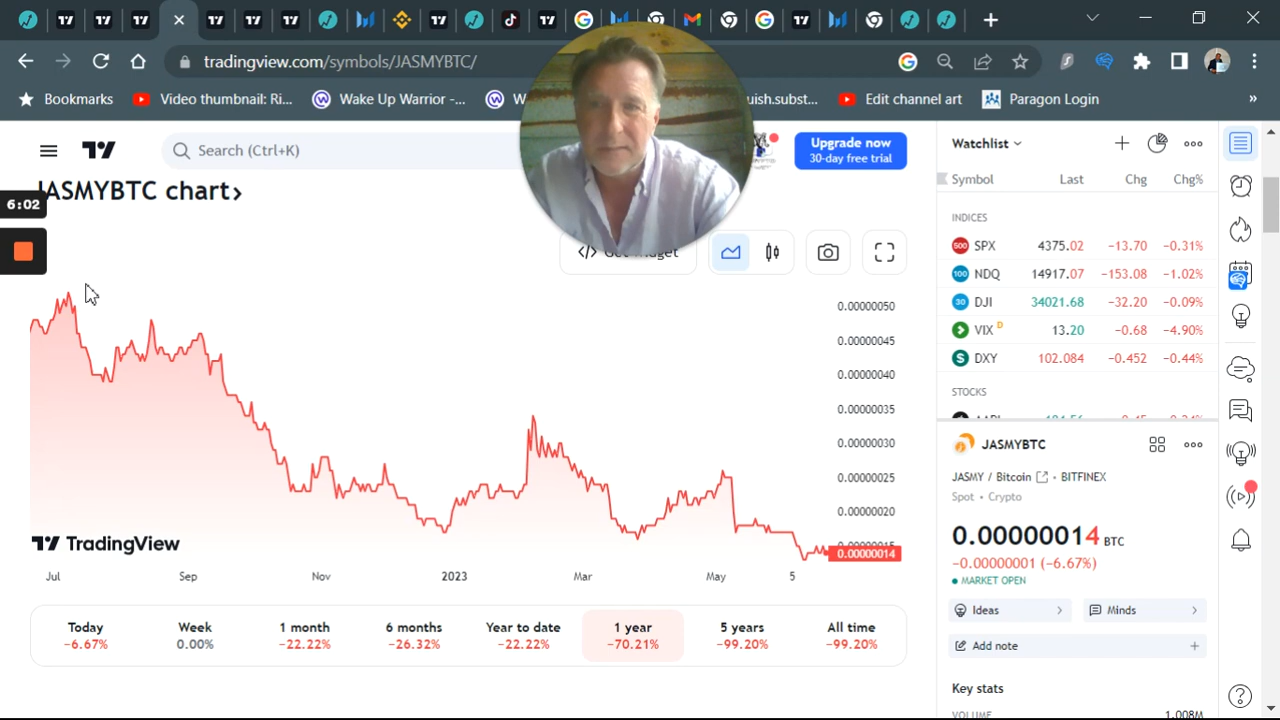 tradingview.com/symbols/JASMYBTC/
Bookmarks
Video thumbnail: Ri...
Wake Up Warrior -...
W
uish.subst...
Edit channel art
Paragon Login
»
Search (Ctrl+K)
Upgrade now
30-day free trial
JASMYBTC chart ›
6:02
0.00000050
0.00000045
0.00000040
0.00000035
0.00000030
0.00000025
0.00000020
0.00000014
TradingView
Jul
Sep
Nov
2023
Mar
May
5
Today
−6.67%
Week
0.00%
1 month
−22.22%
6 months
−26.32%
Year to date
−22.22%
1 year
−70.21%
5 years
−99.20%
All time
−99.20%
Watchlist
Symbol Last Chg Chg%
INDICES
500 SPX 4375.02 −13.70 −0.31%
100 NDQ 14917.07 −153.08 −1.02%
30 DJI 34021.68 −32.20 −0.09%
VIX D 13.20 −0.68 −4.90%
$ DXY 102.084 −0.452 −0.44%
STOCKS
JASMYBTC
JASMY / Bitcoin • BITFINEX
Spot • Crypto
0.00000014 BTC
−0.00000001 (−6.67%)
MARKET OPEN
Ideas
Minds
Add note
Key stats
VOLUME 1.008M